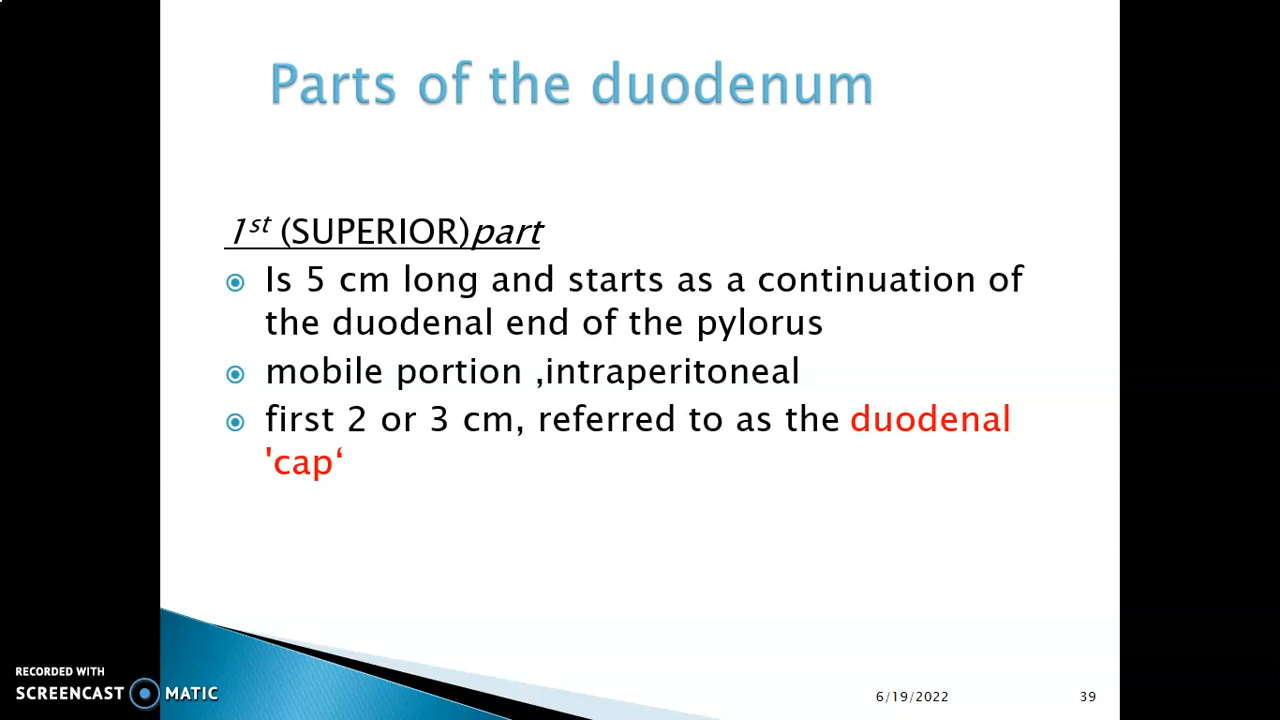 Parts of the duodenum
1st (SUPERIOR)part
Is 5 cm long and starts as a continuation of
the duodenal end of the pylorus
mobile portion ,intraperitoneal
first 2 or 3 cm, referred to as the duodenal
'cap‘
RECORDED WITH
SCREENCAST MATIC
6/19/2022
39